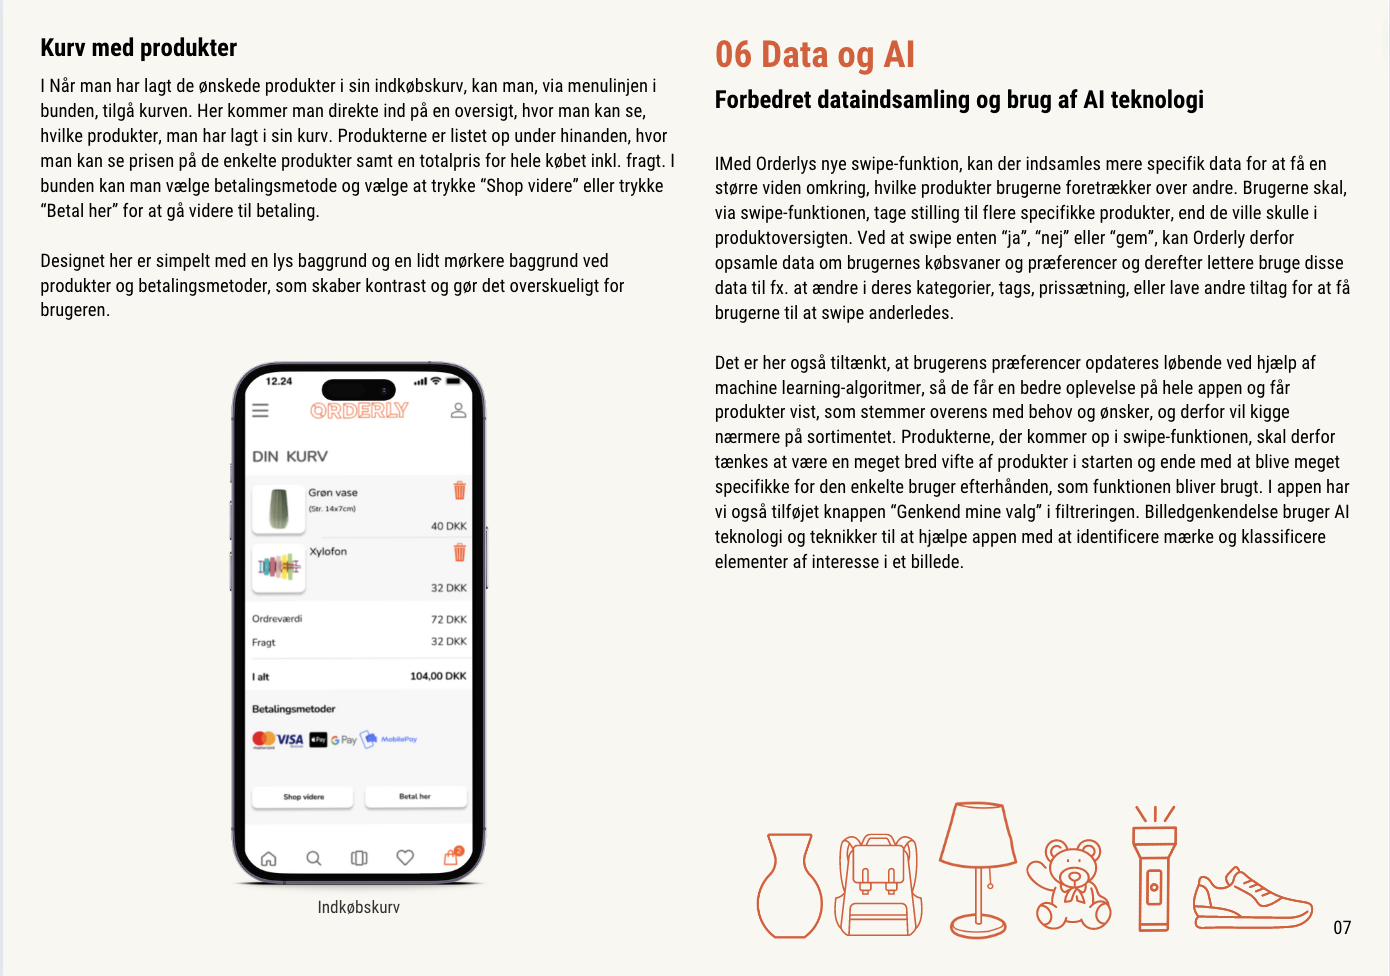 Kurv med produkter
I Når man har lagt de ønskede produkter i sin indkøbskurv, kan man, via menulinjen i
bunden, tilgå kurven. Her kommer man direkte ind på en oversigt, hvor man kan se,
hvilke produkter, man har lagt i sin kurv. Produkterne er listet op under hinanden, hvor
man kan se prisen på de enkelte produkter samt en totalpris for hele købet inkl. fragt. I
bunden kan man vælge betalingsmetode og vælge at trykke “Shop videre” eller trykke
“Betal her” for at gå videre til betaling.
Designet her er simpelt med en lys baggrund og en lidt mørkere baggrund ved
produkter og betalingsmetoder, som skaber kontrast og gør det overskueligt for
brugeren.
12.24
ORDERLY
DIN KURV
Grøn vase
(Str. 14x7cm)
40 DKK
Xylofon
32 DKK
Ordreværdi 72 DKK
Fragt 32 DKK
I alt 104,00 DKK
Betalingsmetoder
mastercard VISA Pay G Pay MobilePay
Shop videre Betal her
2
Indkøbskurv
06 Data og AI
Forbedret dataindsamling og brug af AI teknologi
IMed Orderlys nye swipe-funktion, kan der indsamles mere specifik data for at få en
større viden omkring, hvilke produkter brugerne foretrækker over andre. Brugerne skal,
via swipe-funktionen, tage stilling til flere specifikke produkter, end de ville skulle i
produktoversigten. Ved at swipe enten “ja”, “nej” eller “gem”, kan Orderly derfor
opsamle data om brugernes købsvaner og præferencer og derefter lettere bruge disse
data til fx. at ændre i deres kategorier, tags, prissætning, eller lave andre tiltag for at få
brugerne til at swipe anderledes.
Det er her også tiltænkt, at brugerens præferencer opdateres løbende ved hjælp af
machine learning-algoritmer, så de får en bedre oplevelse på hele appen og får
produkter vist, som stemmer overens med behov og ønsker, og derfor vil kigge
nærmere på sortimentet. Produkterne, der kommer op i swipe-funktionen, skal derfor
tænkes at være en meget bred vifte af produkter i starten og ende med at blive meget
specifikke for den enkelte bruger efterhånden, som funktionen bliver brugt. I appen har
vi også tilføjet knappen “Genkend mine valg” i filtreringen. Billedgenkendelse bruger AI
teknologi og teknikker til at hjælpe appen med at identificere mærke og klassificere
elementer af interesse i et billede.
07